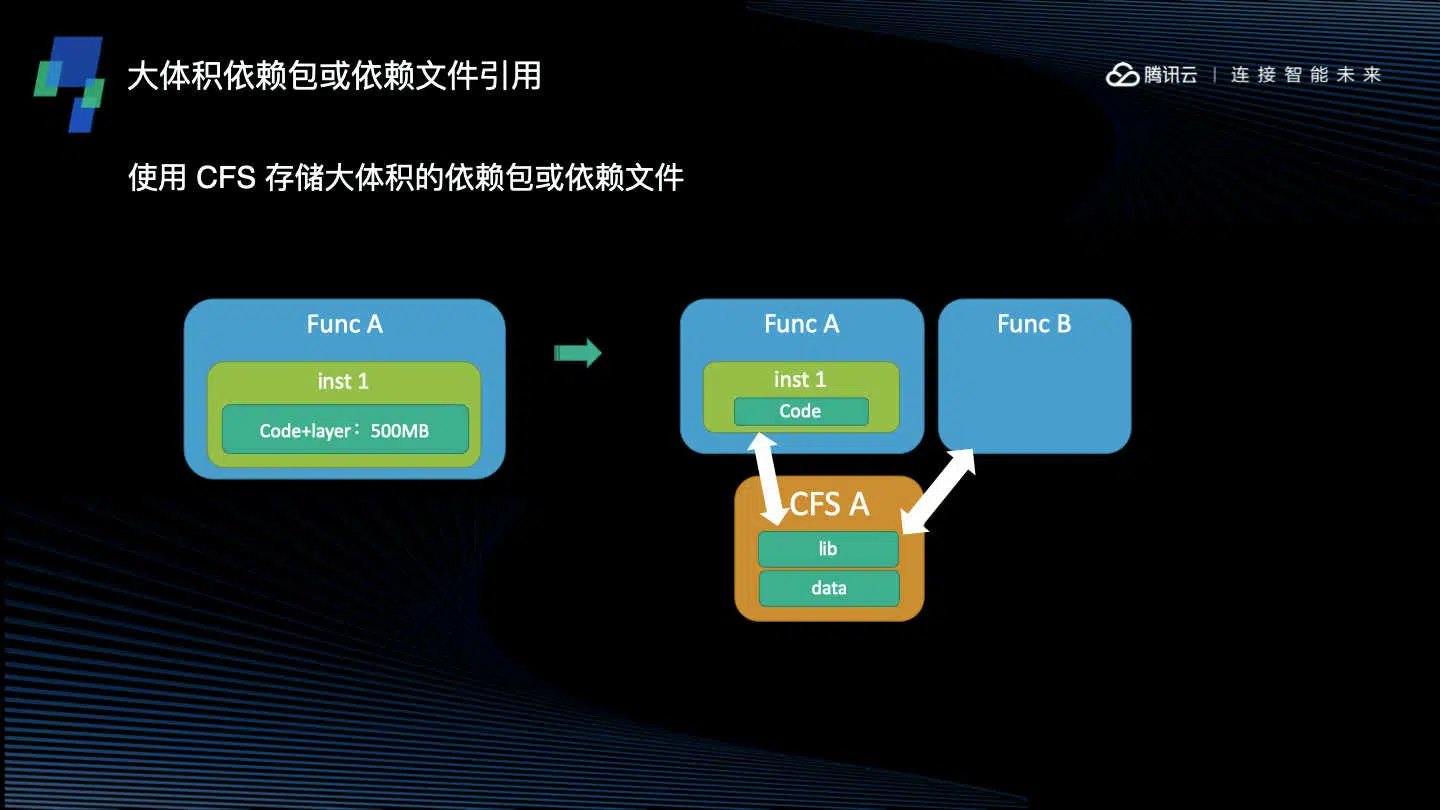 大体积依赖包或依赖文件引用
腾讯云 | 连接智能未来
使用 CFS 存储大体积的依赖包或依赖文件
Func A
inst 1
Code+layer：500MB
Func A
inst 1
Code
Func B
CFS A
lib
data